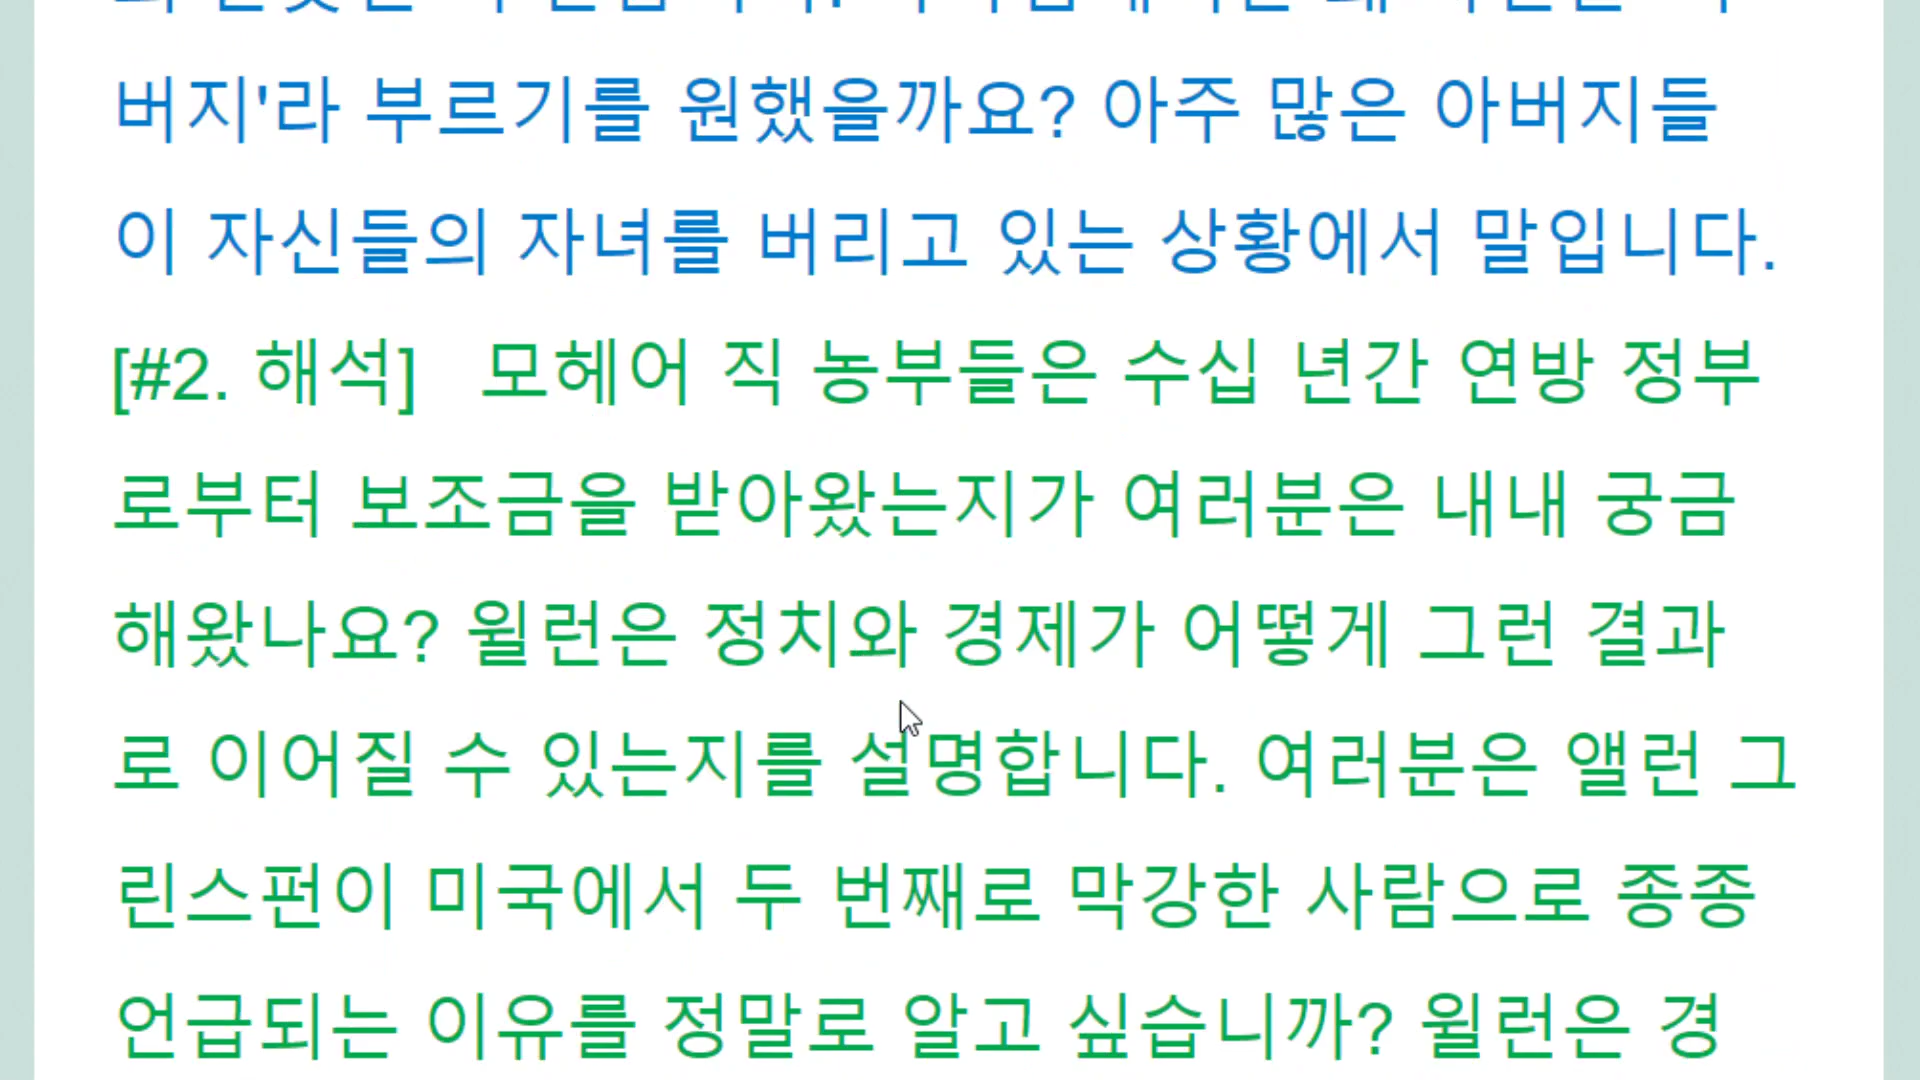 버지'라 부르기를 원했을까요? 아주 많은 아버지들
이 자신들의 자녀를 버리고 있는 상황에서 말입니다.
[#2. 해석] 모헤어 직 농부들은 수십 년간 연방 정부
로부터 보조금을 받아왔는지가 여러분은 내내 궁금
해왔나요? 윌런은 정치와 경제가 어떻게 그런 결과
로 이어질 수 있는지를 설명합니다. 여러분은 앨런 그
린스펀이 미국에서 두 번째로 막강한 사람으로 종종
언급되는 이유를 정말로 알고 싶습니까? 윌런은 경